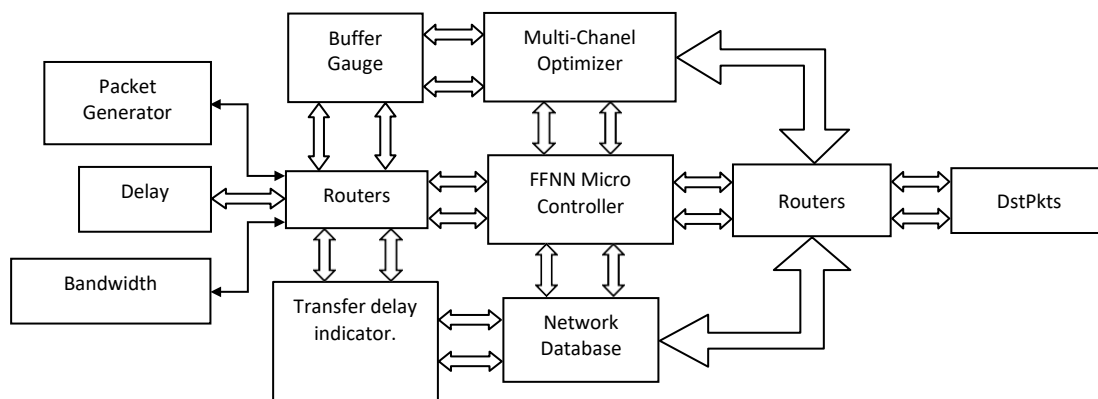 Buffer
Gauge
Multi-Chanel
Optimizer
Packet
Generator
Delay
Routers
FFNN Micro
Controller
Routers
DstPkts
Bandwidth
Transfer delay
indicator.
Network
Database